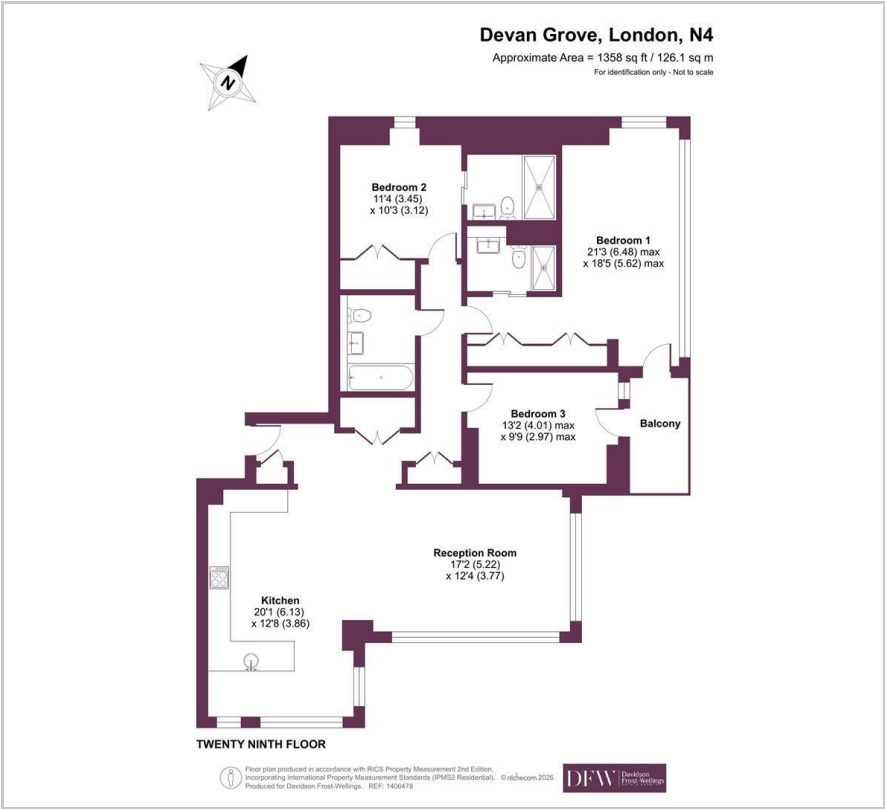 Devan Grove, London, N4
Approximate Area = 1358 sq ft / 126.1 sq m
For identification only - Not to scale
N
Bedroom 2
11'4 (3.45)
x 10'3 (3.12)
Bedroom 1
21'3 (6.48) max
x 18'5 (5.62) max
Bedroom 3
13'2 (4.01) max
x 9'9 (2.97) max
Balcony
Reception Room
17'2 (5.22)
x 12'4 (3.77)
Kitchen
20'1 (6.13)
x 12'8 (3.86)
TWENTY NINTH FLOOR
Floor plan produced in accordance with RICS Property Measurement 2nd Edition,
Incorporating International Property Measurement Standards (IPMS2 Residential). © nichecom 2026.
Produced for Davidson Frost-Wellings. REF: 1406478
DFW
Davidson
Frost-Wellings